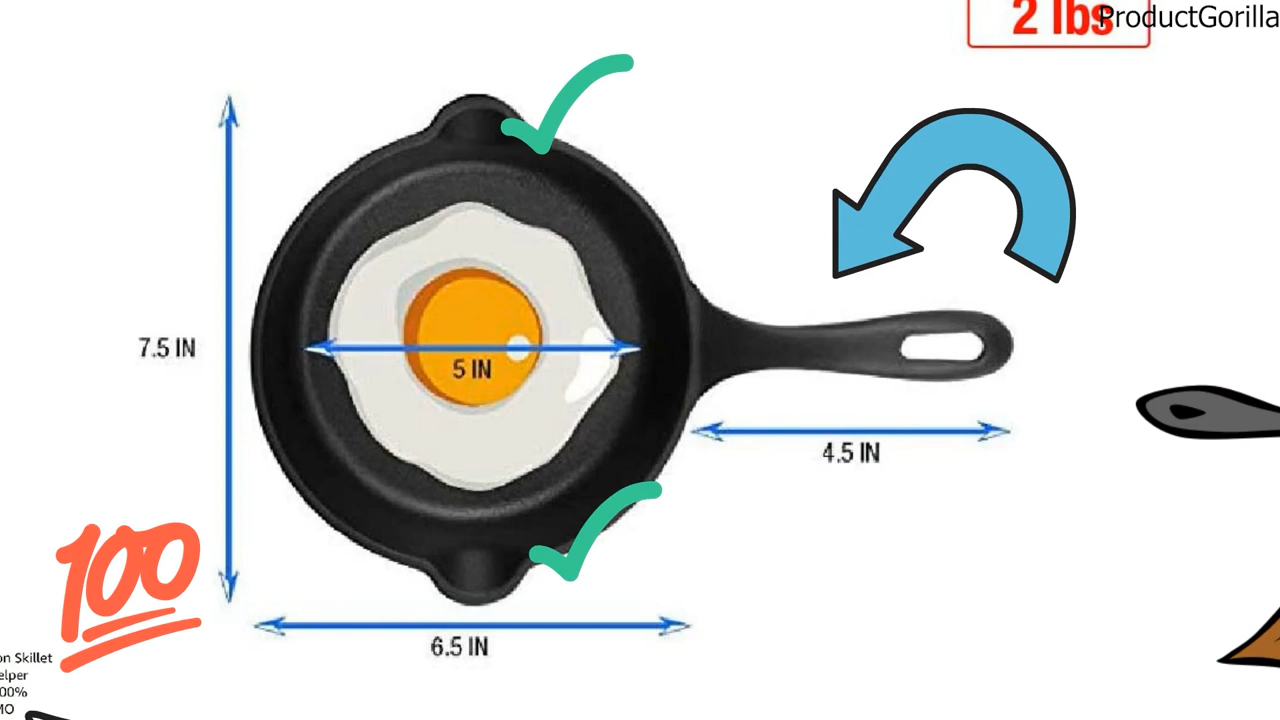 2 lbs
ProductGorilla
7.5 IN
5 IN
4.5 IN
100
6.5 IN
on Skillet
elper
00%
MO